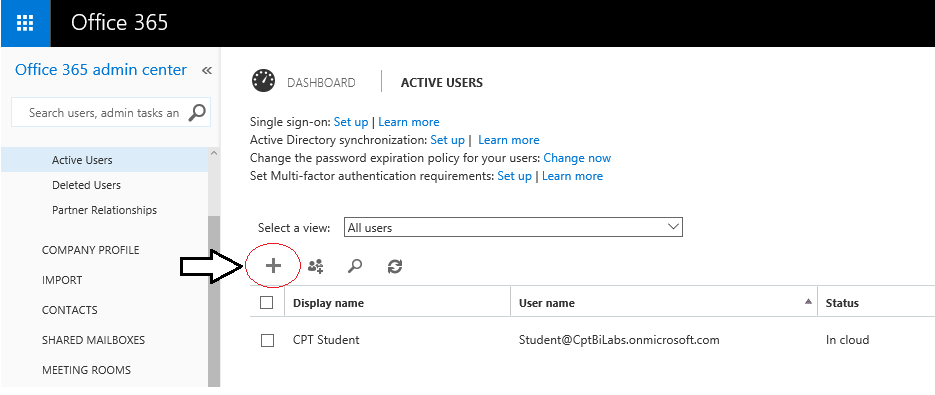 Office 365
Office 365 admin center «
Search users, admin tasks an
Active Users
Deleted Users
Partner Relationships
COMPANY PROFILE
IMPORT
CONTACTS
SHARED MAILBOXES
MEETING ROOMS
DASHBOARD | ACTIVE USERS
Single sign-on: Set up | Learn more
Active Directory synchronization: Set up | Learn more
Change the password expiration policy for your users: Change now
Set Multi-factor authentication requirements: Set up | Learn more
Select a view: All users
Display name User name Status
CPT Student Student@CptBiLabs.onmicrosoft.com In cloud